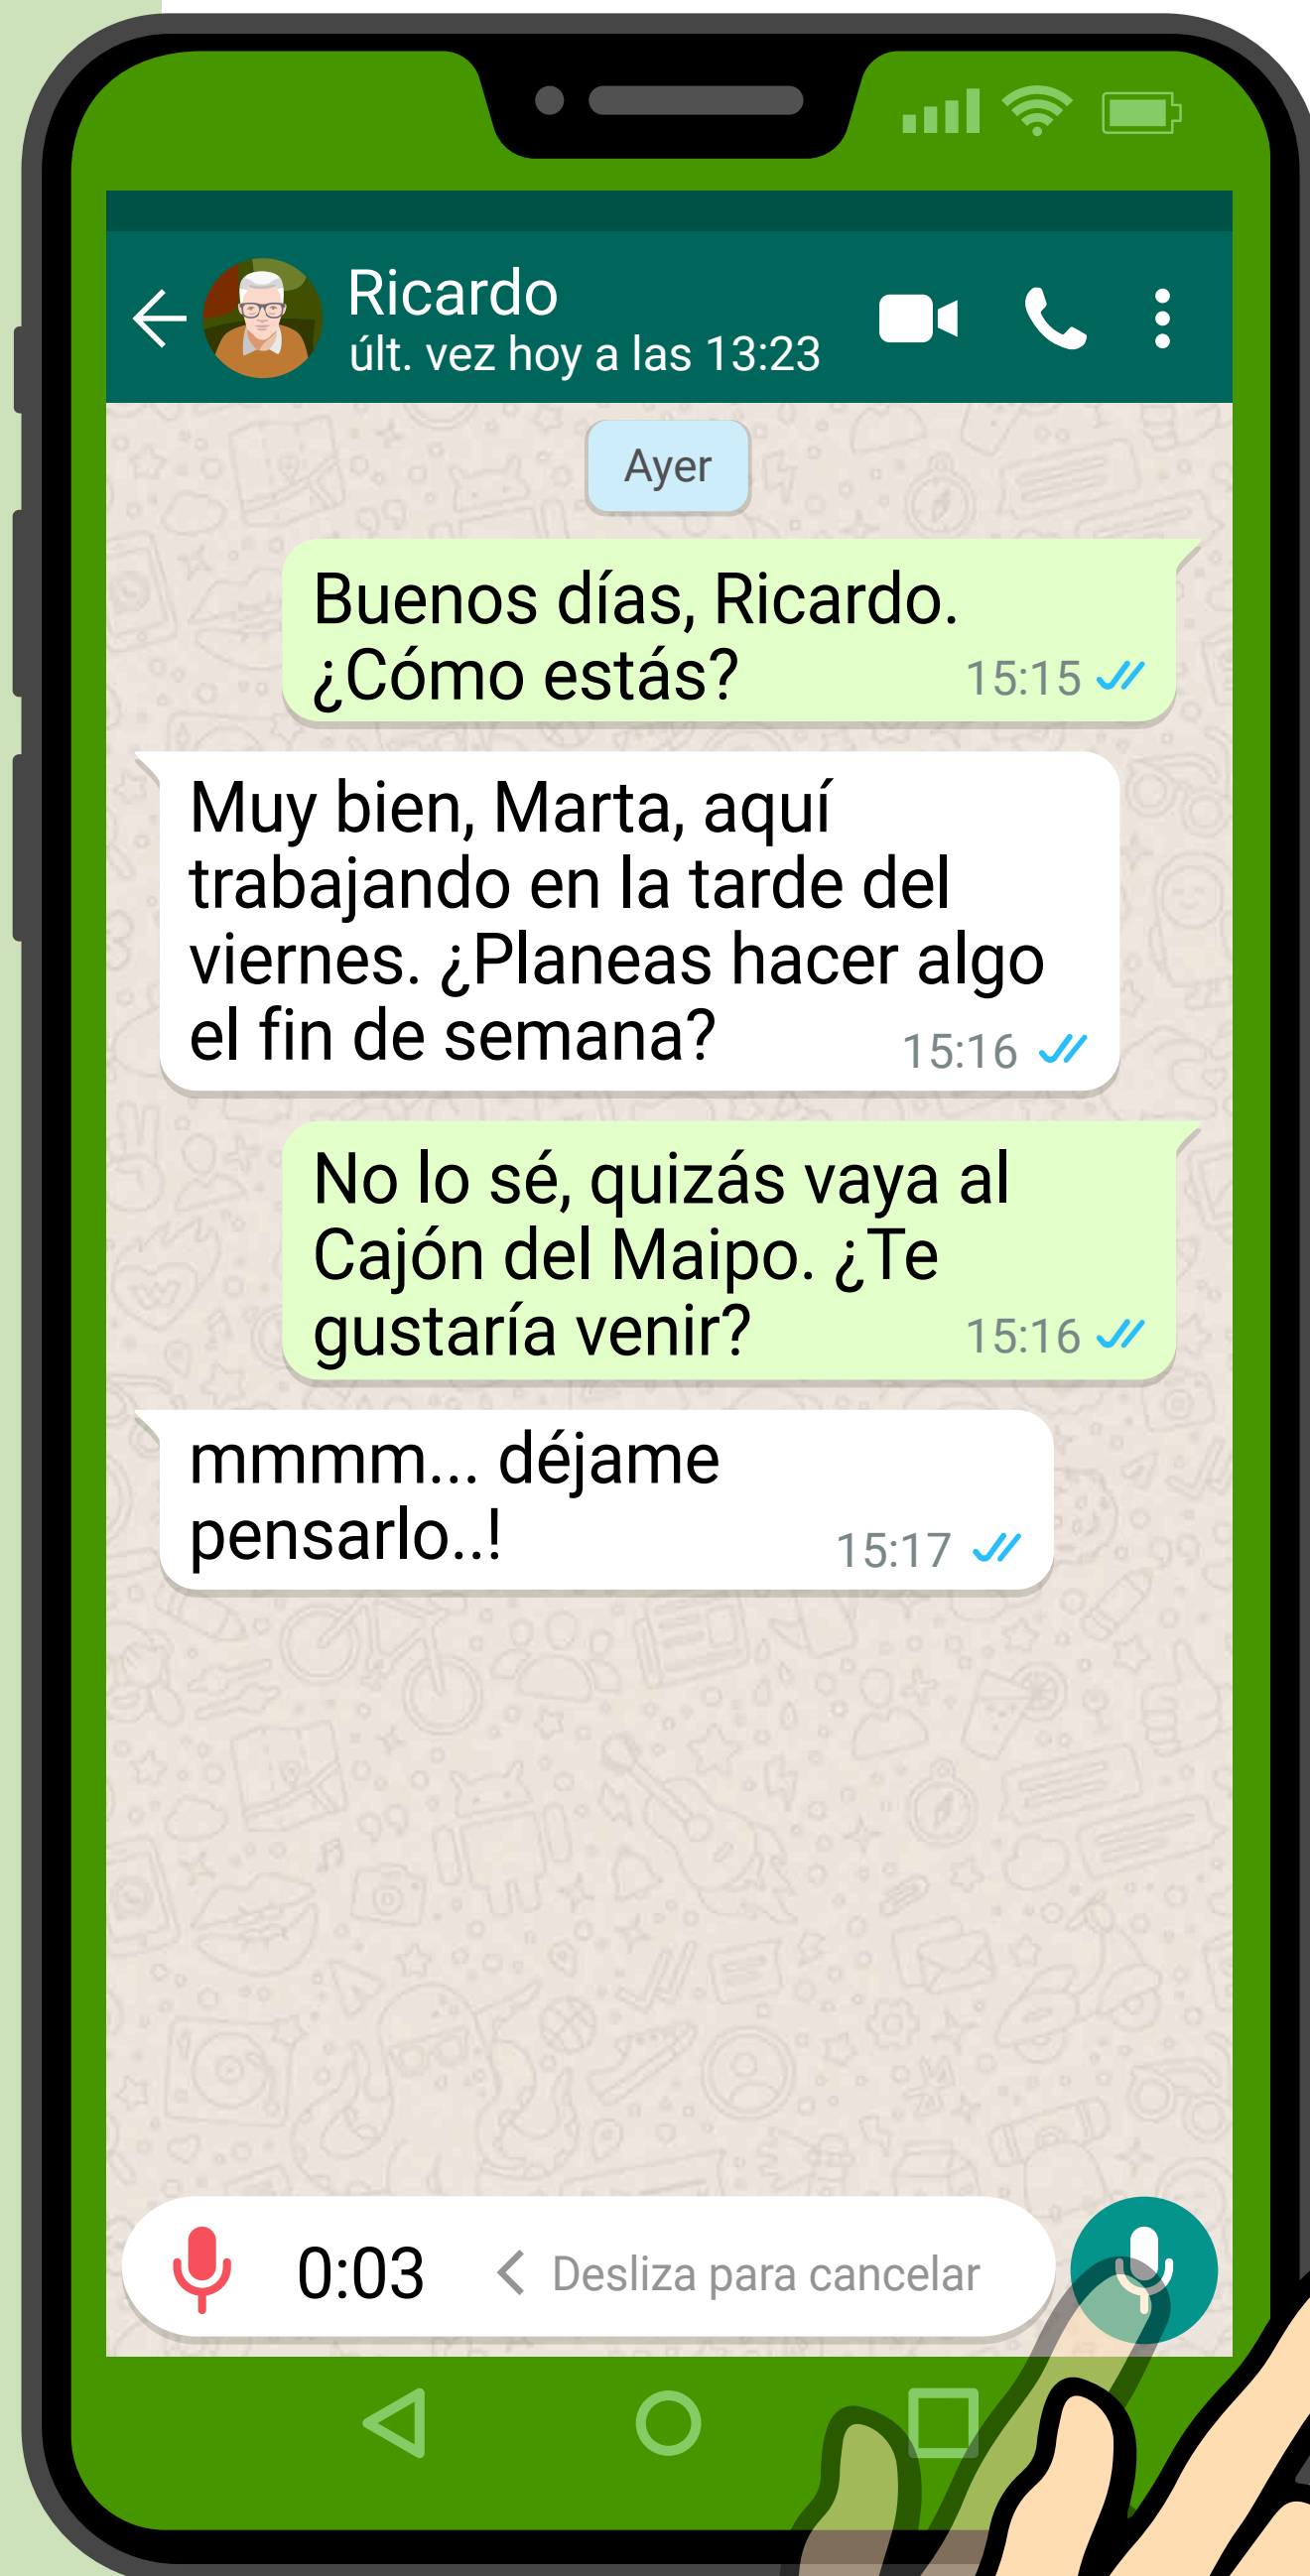 Ricardo
últ. vez hoy a las 13:23
Ayer
Buenos días, Ricardo.
¿Cómo estás? 15:15
Muy bien, Marta, aquí
trabajando en la tarde del
viernes. ¿Planeas hacer algo
el fin de semana? 15:16
No lo sé, quizás vaya al
Cajón del Maipo. ¿Te
gustaría venir? 15:16
mmmm... déjame
pensarlo..! 15:17
0:03 Desliza para cancelar